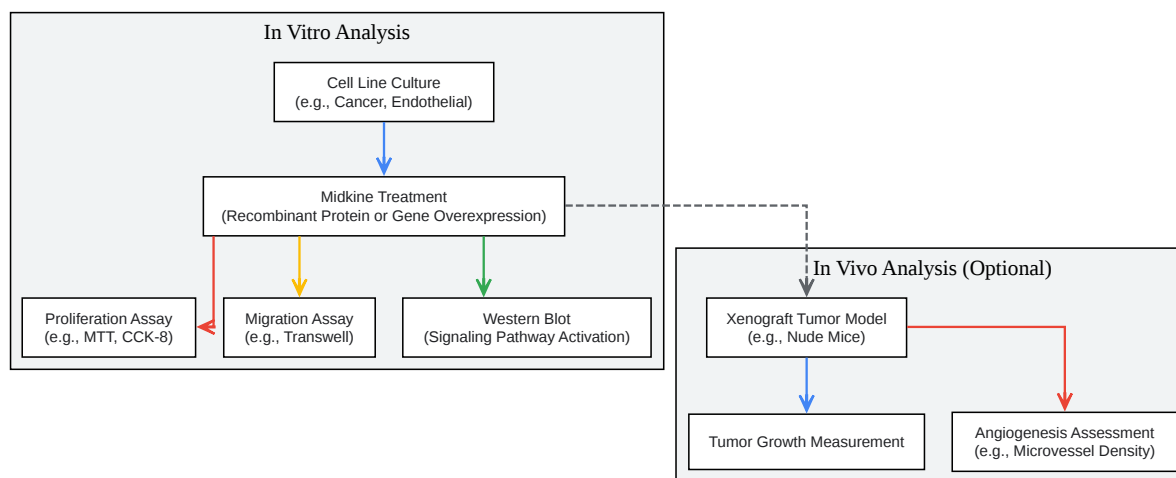 In Vitro Analysis
Cell Line Culture
(e.g., Cancer, Endothelial)
Midkine Treatment
(Recombinant Protein or Gene Overexpression)
Proliferation Assay
(e.g., MTT, CCK-8)
Migration Assay
(e.g., Transwell)
Western Blot
(Signaling Pathway Activation)
In Vivo Analysis (Optional)
Xenograft Tumor Model
(e.g., Nude Mice)
Tumor Growth Measurement
Angiogenesis Assessment
(e.g., Microvessel Density)